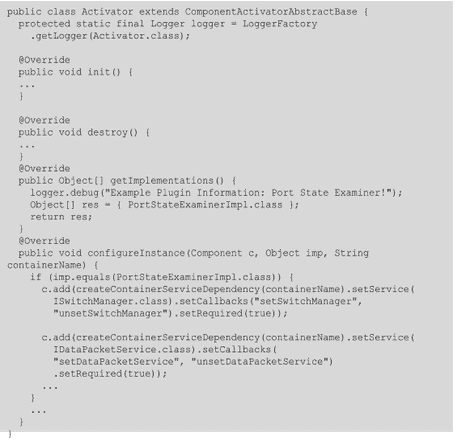 public class Activator extends ComponentActivatorAbstractBase {
  protected static final Logger logger = LoggerFactory
    .getLogger(Activator.class);

  @Override
  public void init() {
  ...
  }

  @Override
  public void destroy() {
  ...
  }
  @Override
  public Object[] getImplementations() {
    logger.debug("Example Plugin Information: Port State Examiner!");
    Object[] res = { PortStateExaminerImpl.class };
    return res;
  }
  @Override
  public void configureInstance(Component c, Object imp, String
containerName) {
    if (imp.equals(PortStateExaminerImpl.class)) {
      c.add(createContainerServiceDependency(containerName).setService(
        ISwitchManager.class).setCallbacks("setSwitchManager",
        "unsetSwitchManager").setRequired(true));

      c.add(createContainerServiceDependency(containerName).setService(
        IDataPacketService.class).setCallbacks(
        "setDataPacketService", "unsetDataPacketService")
        .setRequired(true));
      ...
    }
    ...
  }
}